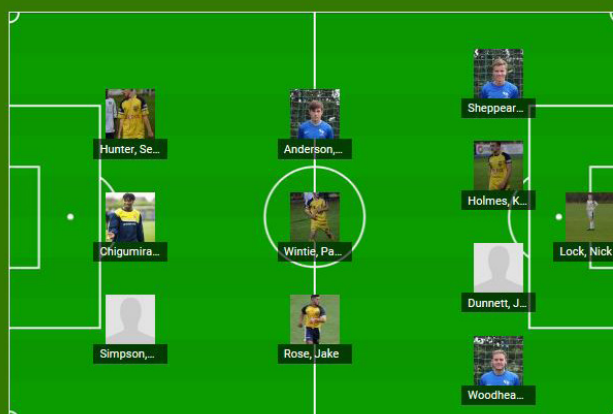 Sheppear...
Hunter, Se...
Anderson,...
Holmes, K...
Chigumira...
Wintie, Pa...
Lock, Nick
Dunnett, J...
Simpson,...
Rose, Jake
Woodhea...